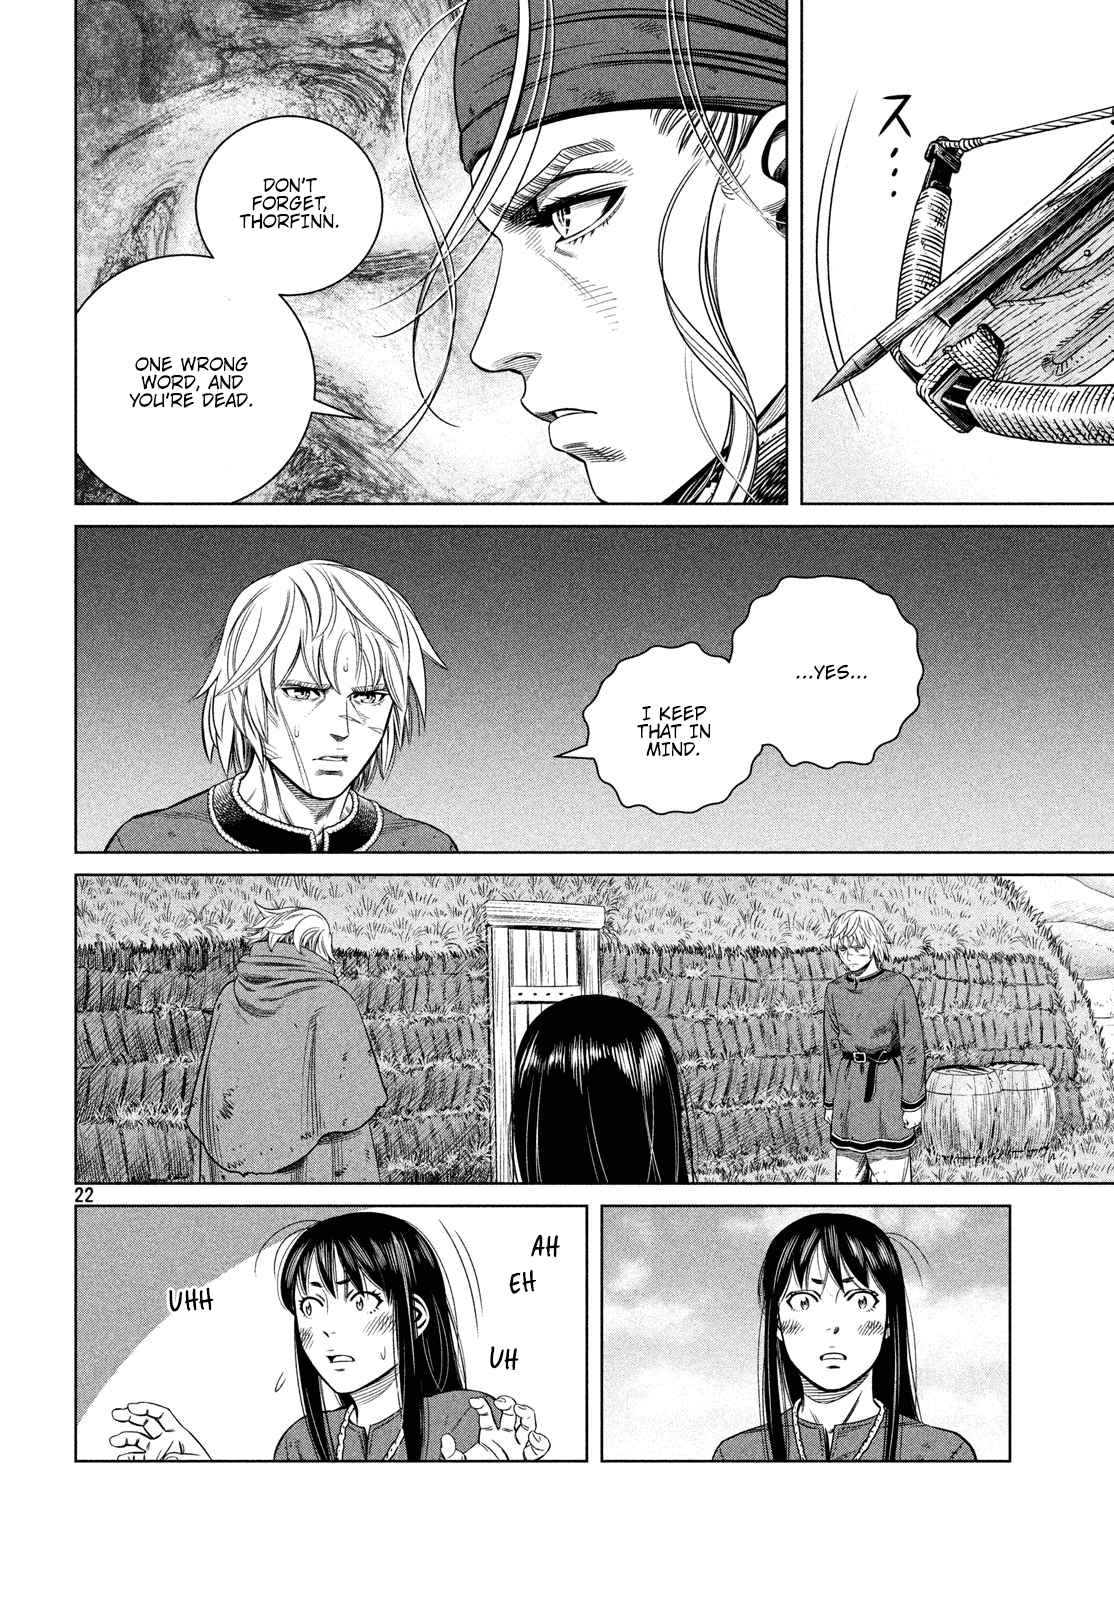 ス...
DON'T
FORGET,
THORFINN.
ONE WRONG
WORD, AND
YOU'RE DEAD.
...YES...
I KEEP
THAT IN
MIND.
22
AH
EH
UH
UHH